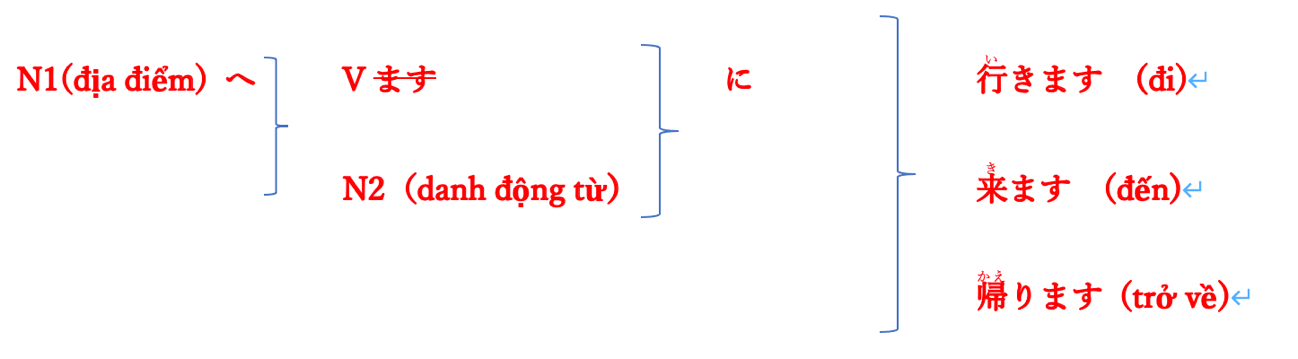 N1(địa điểm) へ V ます に 行きます (đi)
N2 (danh động từ) 来ます (đến)
帰ります (trở về)